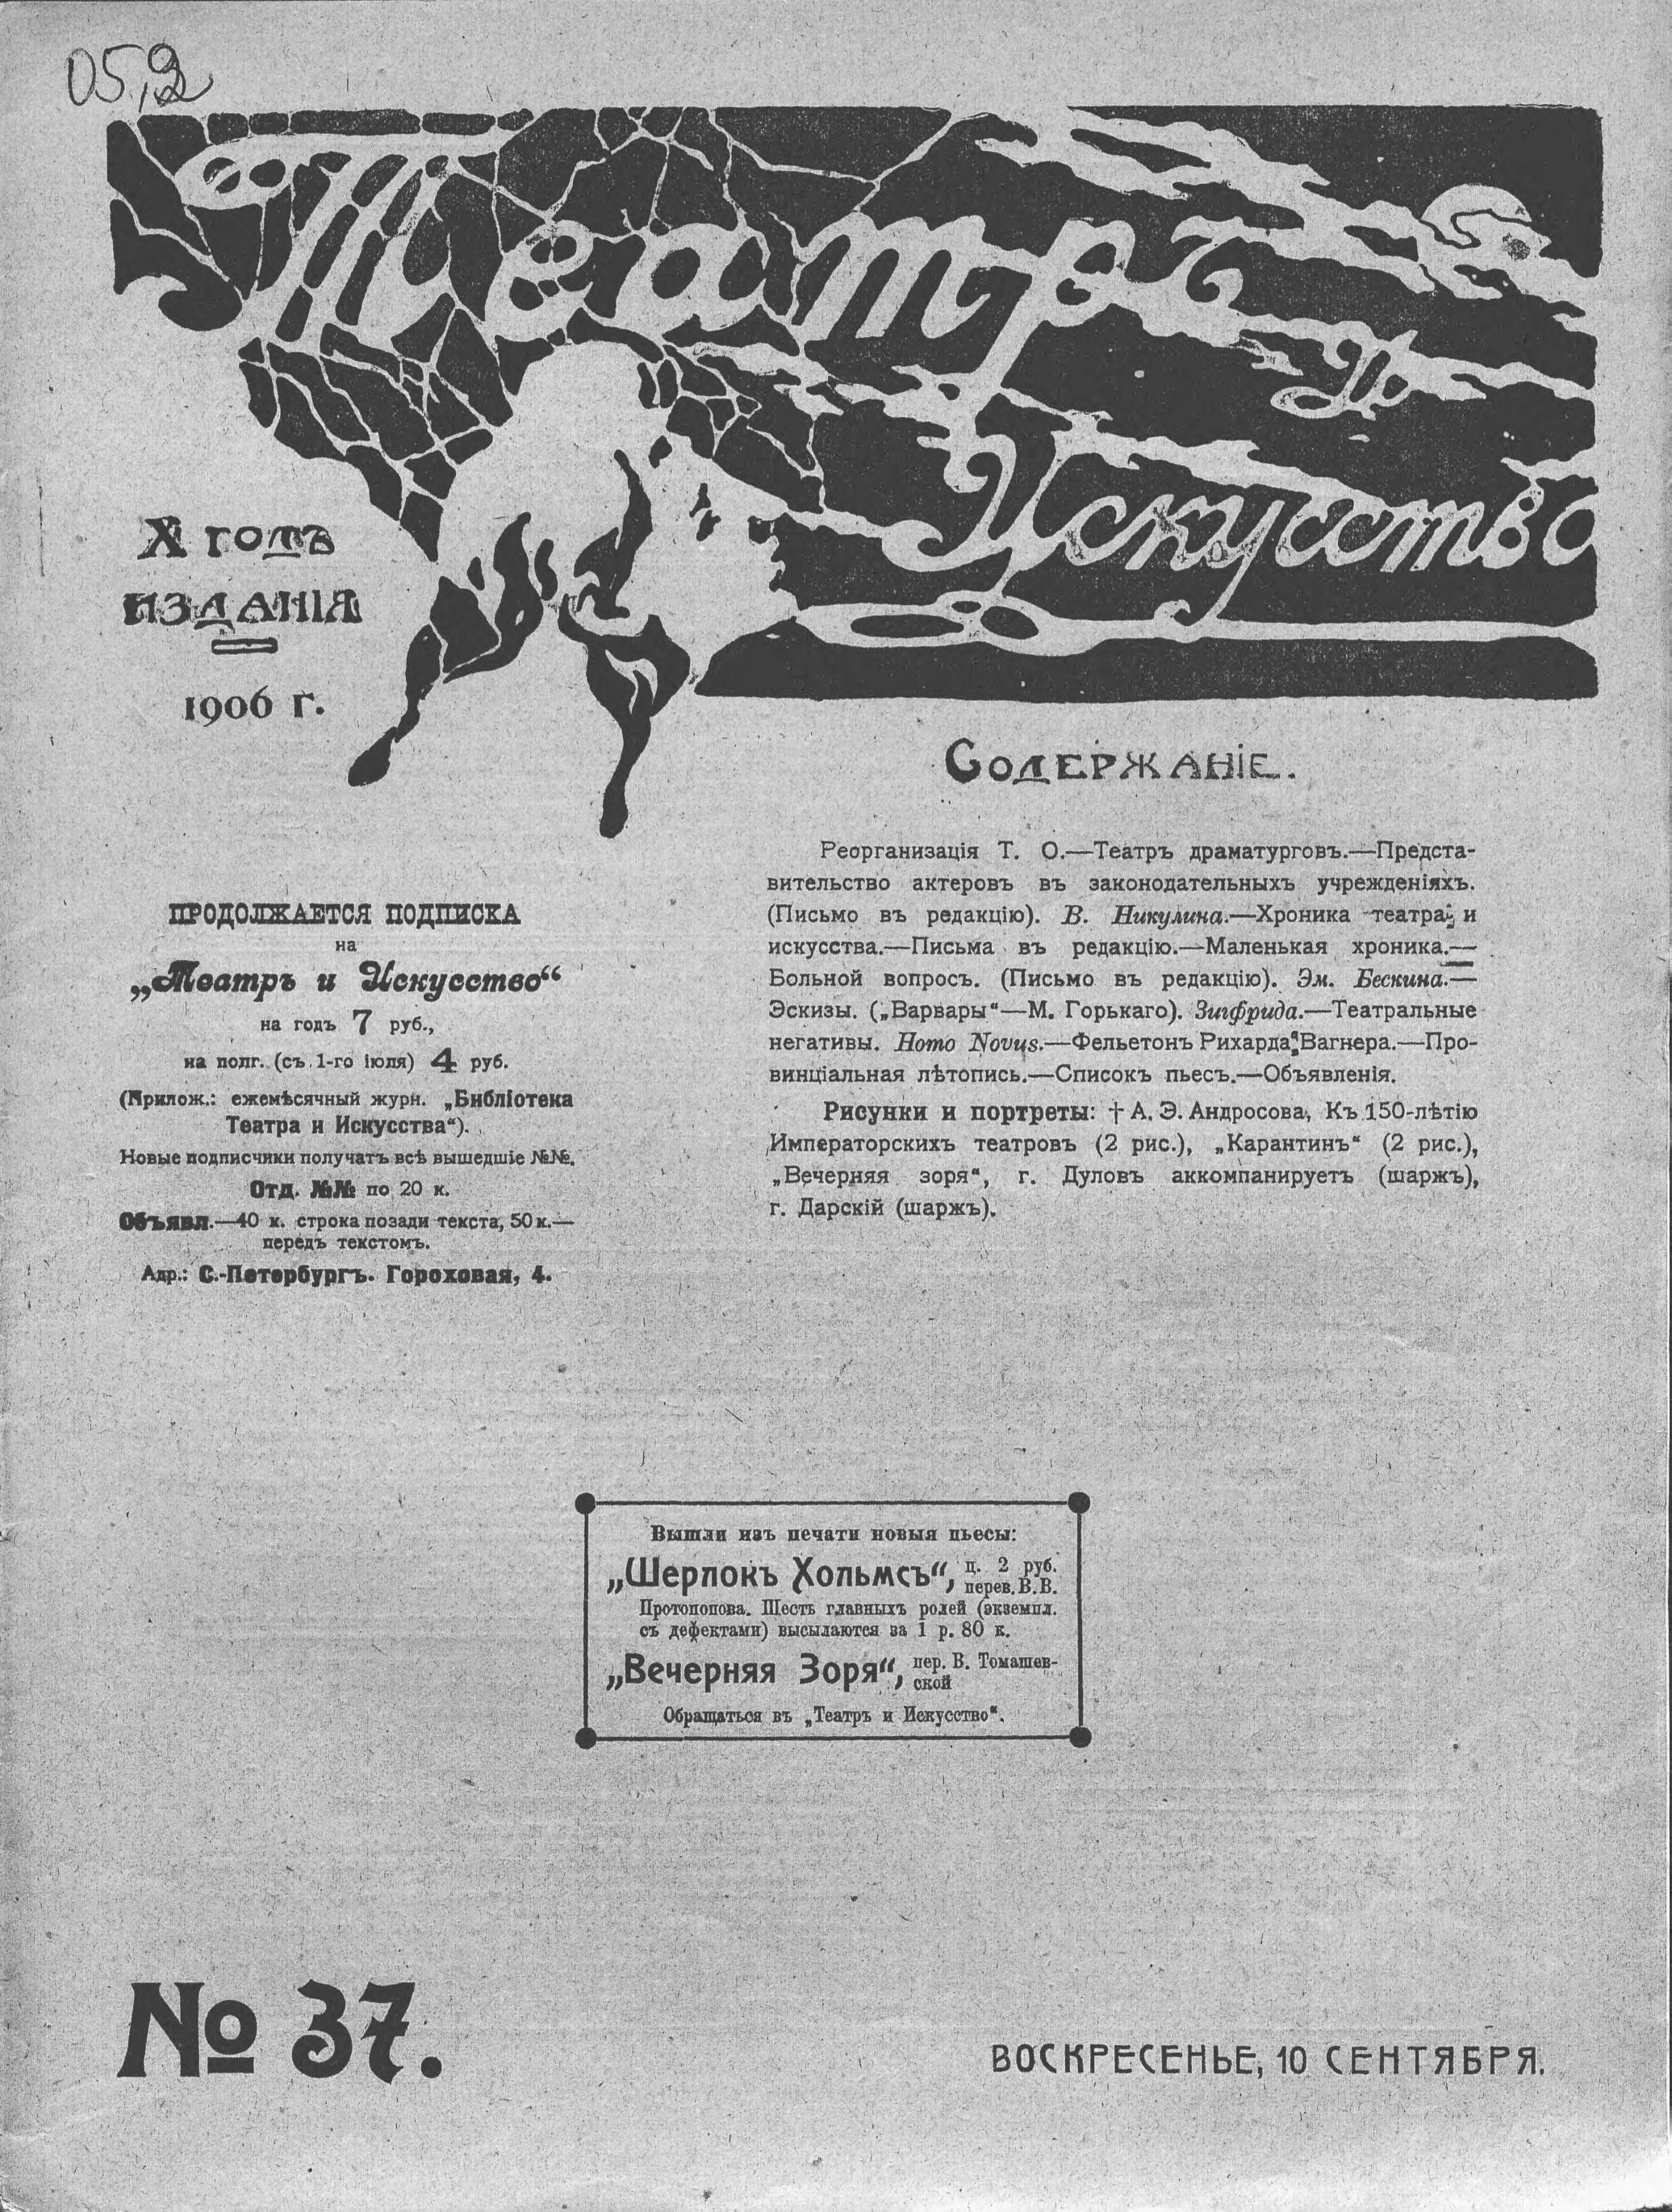 05,2
Театръ
и
Искусство
X годъ
изданія
1906 г.
Содержаніе.
Реорганизація Т. О.—Театръ драматурговъ.—Предста-
вительство актеровъ въ законодательныхъ учрежденіяхъ.
(Письмо въ редакцію). В. Никулина.—Хроника театра и
искусства.—Письма въ редакцію.—Маленькая хроника.—
Больной вопросъ. (Письмо въ редакцію). Эм. Бескина.—
Эскизы. („Варвары“—М. Горькаго). Зигфрида.—Театральные
негативы. Homo Novus.—Фельетонъ Рихарда Вагнера.—Про-
винціальная лѣтопись.—Списокъ пьесъ.—Объявленія.
Рисунки и портреты: † А. Э. Андросова, Къ 150-лѣтію
Императорскихъ театровъ (2 рис.), „Карантинъ“ (2 рис.),
„Вечерняя зоря“, г. Дуловъ аккомпанируетъ (шаржъ),
г. Дарскій (шаржъ).
ПРОДОЛЖАЕТСЯ ПОДПИСКА
на
„Театръ и Искусство“
на годъ 7 руб.,
на полг. (съ 1-го іюля) 4 руб.
(Прилож.: ежемѣсячный журн. „Библіотека
Театра и Искусства“).
Новые подписчики получатъ всѣ вышедшіе №№.
Отд. №№ по 20 к.
Объявл.—40 к. строка позади текста, 50 к.—
передъ текстомъ.
Адр.: С.-Петербургъ. Гороховая, 4.
Вышли изъ печати новыя пьесы:
„Шерлокъ Хольмсъ“, ц. 2 руб.
перев. В. В.
Протопопова. Шесть главныхъ ролей (экземпл.
съ дефектами) высылаются за 1 р. 80 к.
„Вечерняя Зоря“, пер. В. Томашев-
ской
Обращаться въ „Театръ и Искусство“.
№ 37.
ВОСКРЕСЕНЬЕ, 10 СЕНТЯБРЯ.